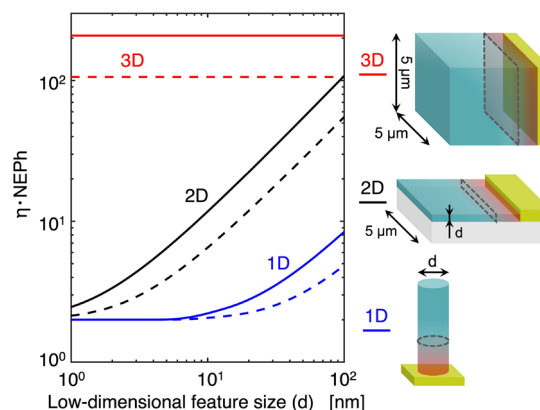 η·NEPh
10²
10¹
10⁰
3D
2D
1D
10⁰
10¹
10²
Low-dimensional feature size (d) [nm]
3D
5 μm
5 μm
2D
5 μm
d
1D
d